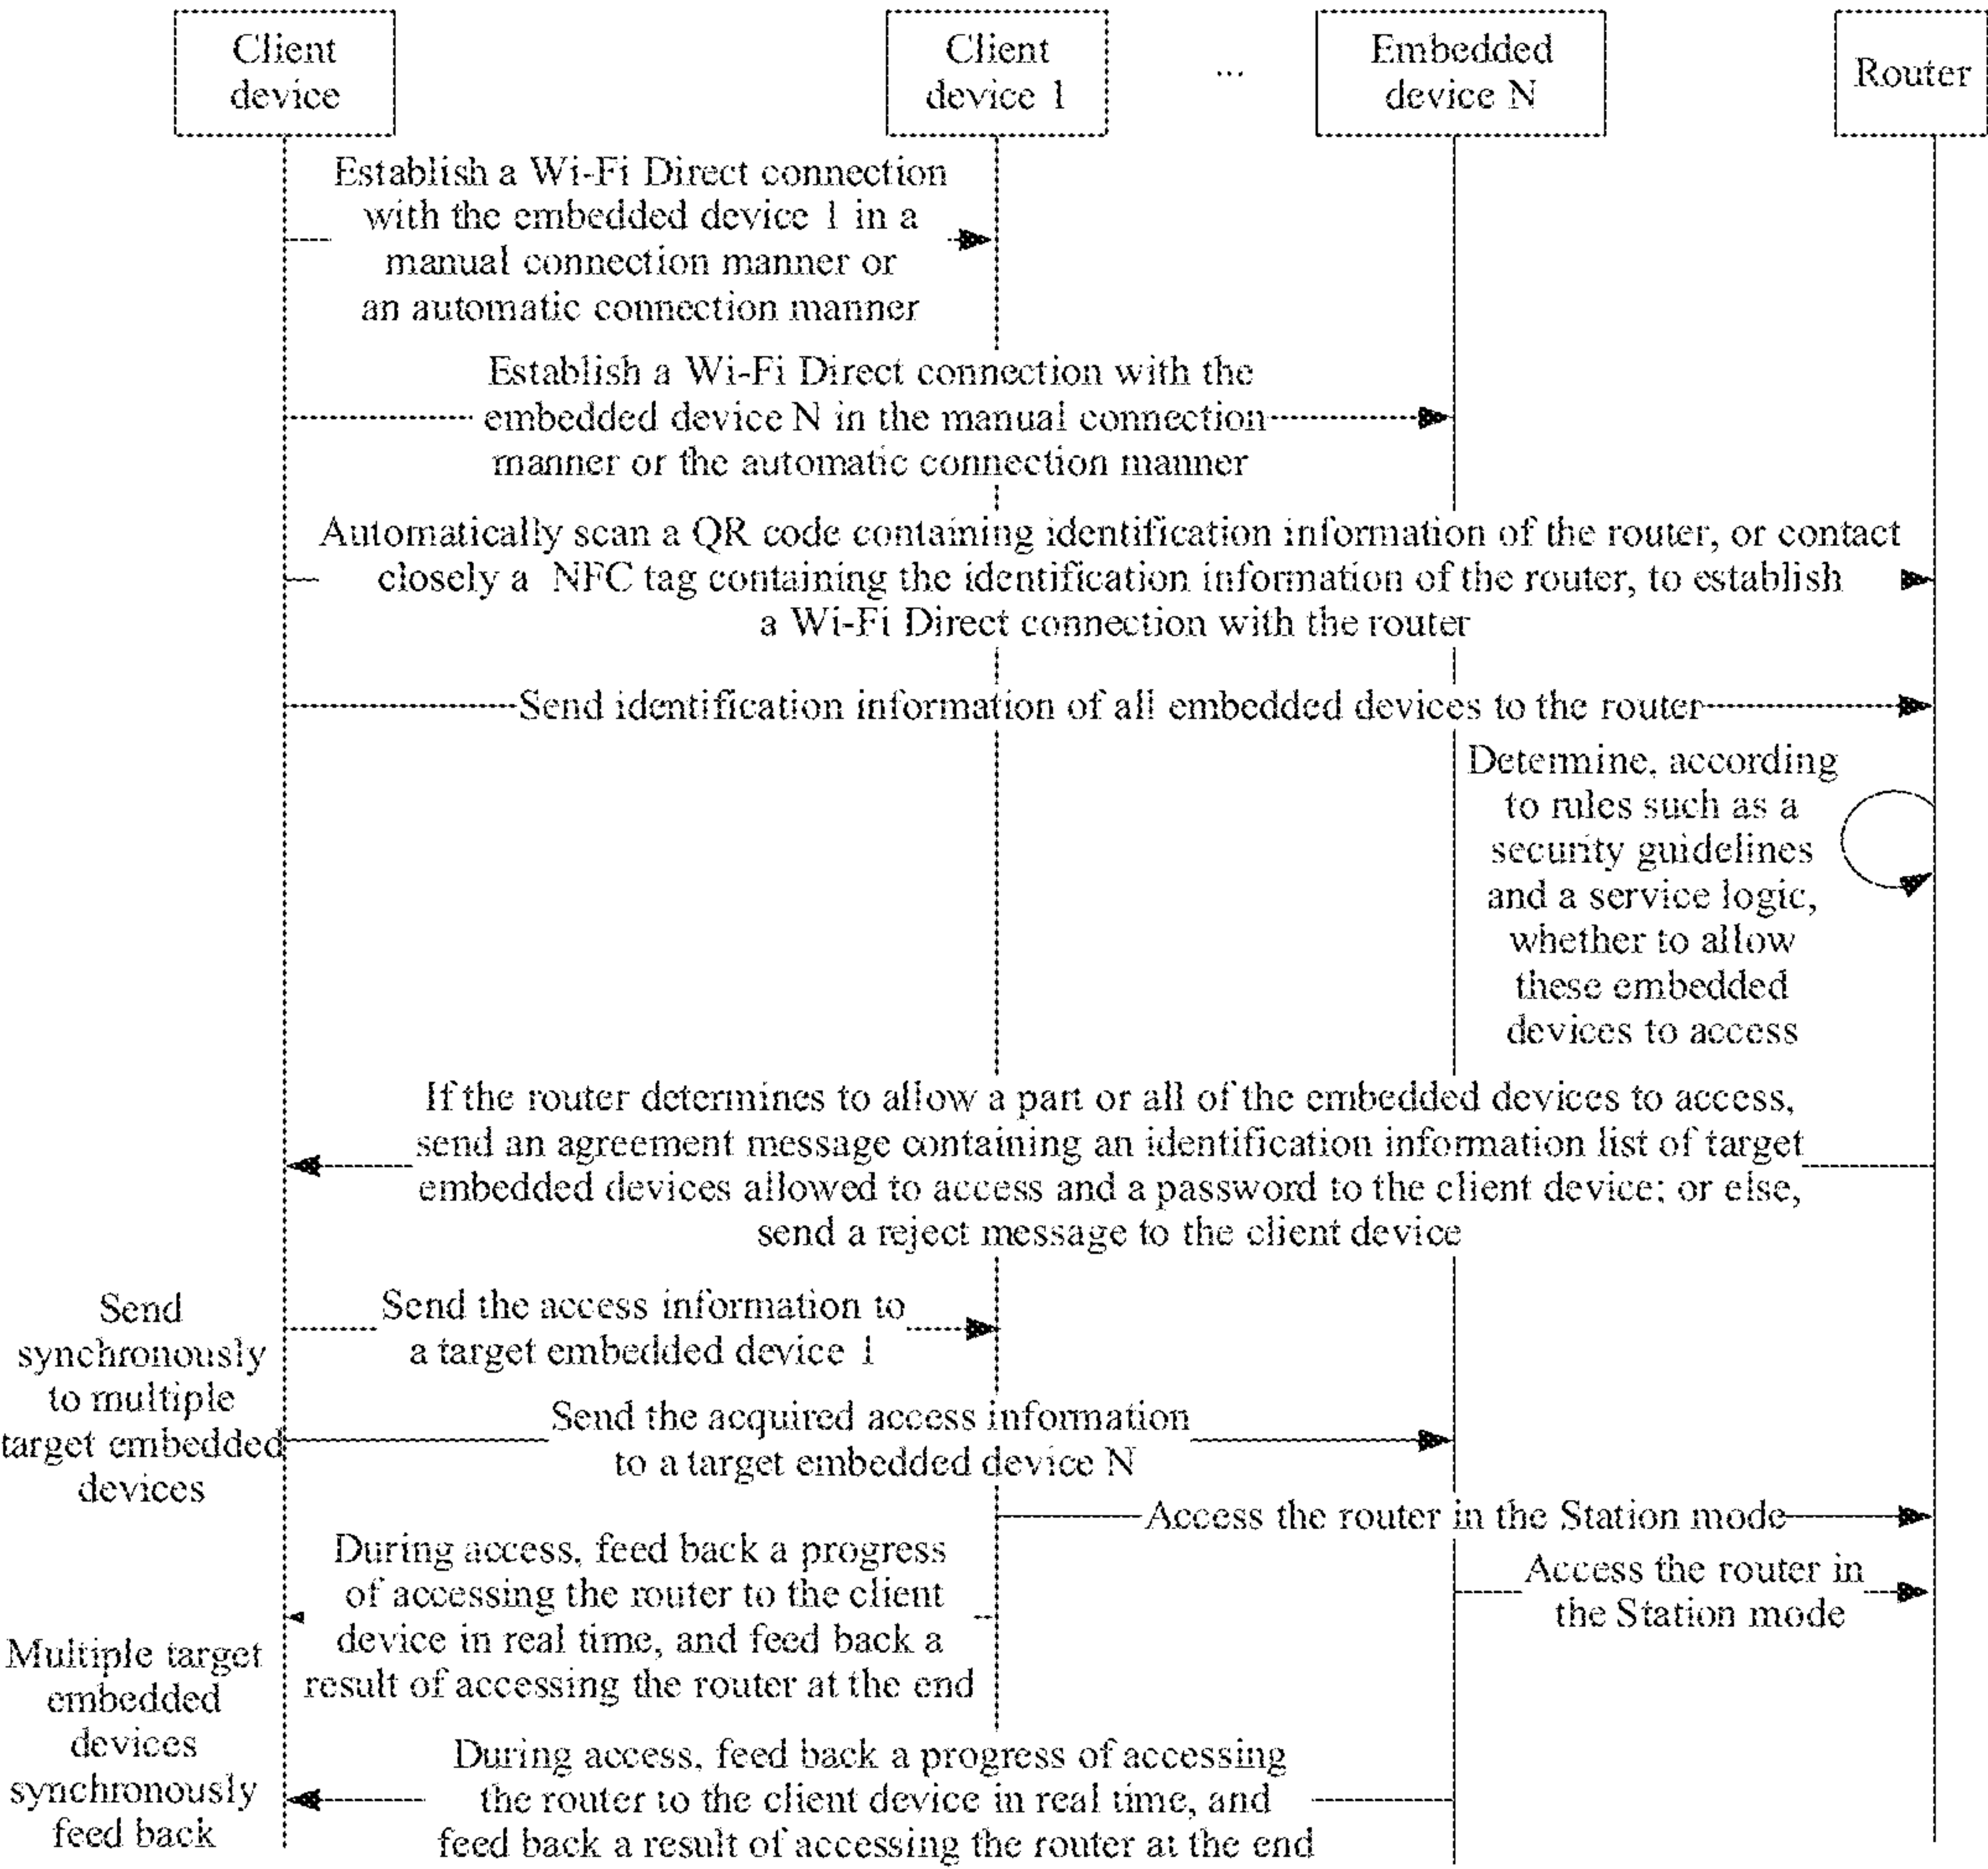 Client
device
Client
device 1
...
Embedded
device N
Router
Establish a Wi-Fi Direct connection
with the embedded device 1 in a
manual connection manner or
an automatic connection manner
Establish a Wi-Fi Direct connection with the
embedded device N in the manual connection
manner or the automatic connection manner
Automatically scan a QR code containing identification information of the router, or contact
closely a NFC tag containing the identification information of the router, to establish
a Wi-Fi Direct connection with the router
Send identification information of all embedded devices to the router
Determine, according
to rules such as a
security guidelines
and a service logic,
whether to allow
these embedded
devices to access
If the router determines to allow a part or all of the embedded devices to access,
send an agreement message containing an identification information list of target
embedded devices allowed to access and a password to the client device; or else,
send a reject message to the client device
Send
synchronously
to multiple
target embedded
devices
Send the access information to
a target embedded device 1
Send the acquired access information
to a target embedded device N
Access the router in the Station mode
Access the router in
the Station mode
During access, feed back a progress
of accessing the router to the client
device in real time, and feed back a
result of accessing the router at the end
Multiple target
embedded
devices
synchronously
feed back
During access, feed back a progress of accessing
the router to the client device in real time, and
feed back a result of accessing the router at the end